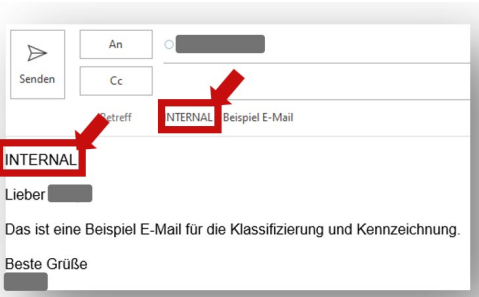 An
Senden
Cc
Betreff INTERNAL Beispiel E-Mail
INTERNAL
Lieber
Das ist eine Beispiel E-Mail für die Klassifizierung und Kennzeichnung.
Beste Grüße